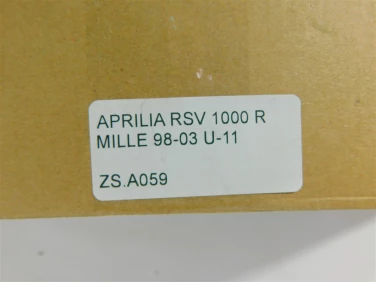 APRILIA RSV 1000 R
MILLE 98-03 U-11
ZS.A059